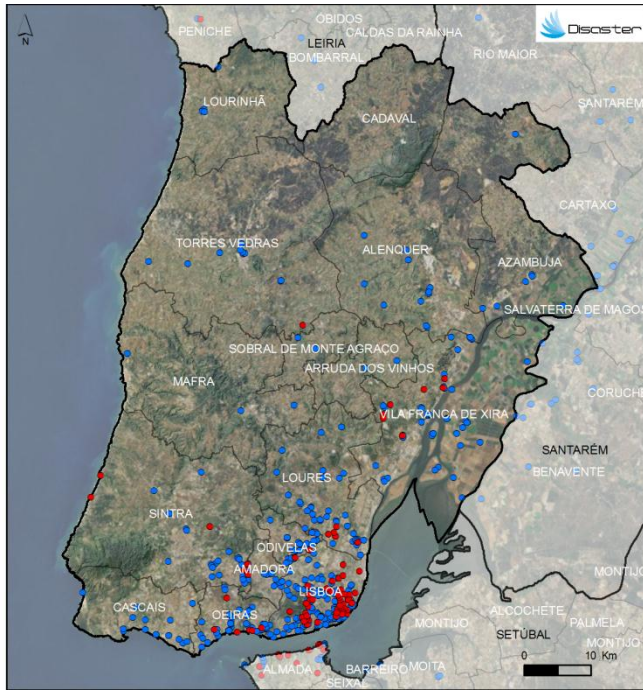 ÓBIDOS
PENICHE
LEIRIA
CALDAS DA RAINHA
Disaster
N
BOMBARRAL
RIO MAIOR
LOURINHÃ
SANTARÉM
CADAVAL
CARTAXO
TORRES VEDRAS
ALENQUER
AZAMBUJA
SALVATERRA DE MAGOS
SOBRAL DE MONTE AGRAÇO
ARRUDA DOS VINHOS
MAFRA
CORUCHE
VILA FRANCA DE XIRA
SANTARÉM
LOURES
BENAVENTE
SINTRA
ODIVELAS
AMADORA
MONTIJO
LISBOA
CASCAIS
OEIRAS
ALCOCHETE
MONTIJO
PALMELA
SETÚBAL
MONTIJO
ALMADA
BARREIRO
MOITA
0 10 Km
SEIXAL